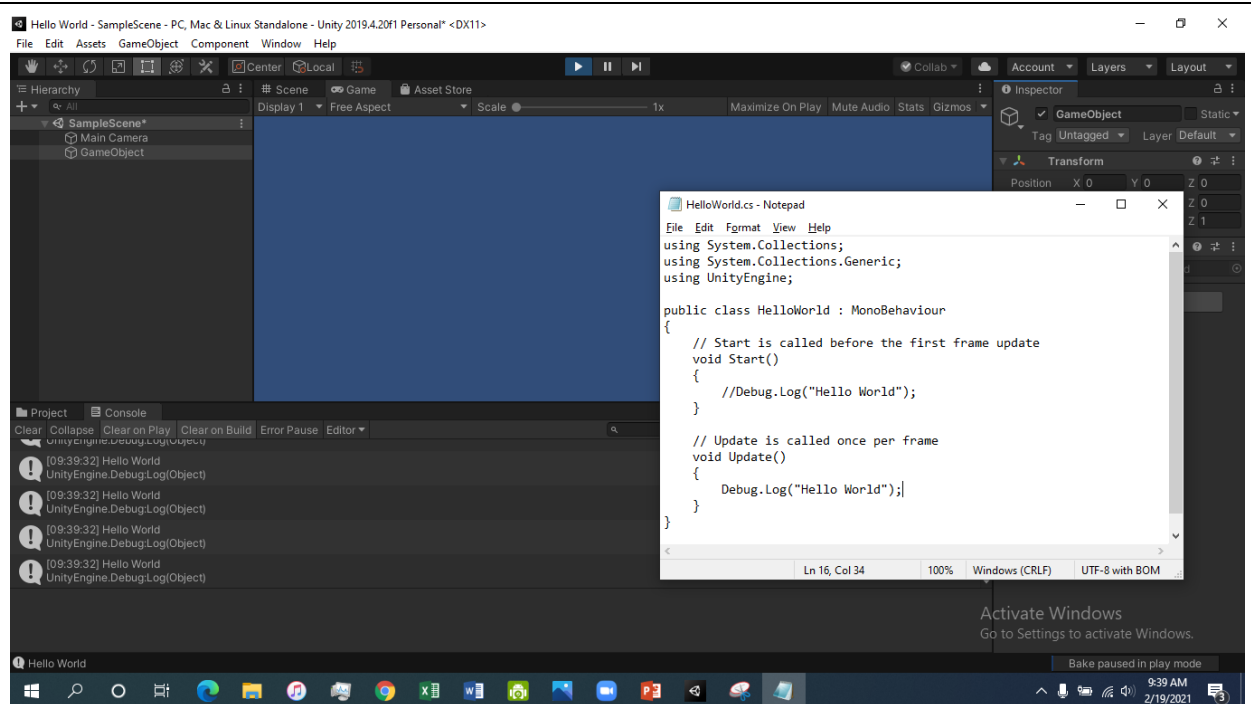 Hello World - SampleScene - PC, Mac & Linux Standalone - Unity 2019.4.20f1 Personal* <DX11>
File Edit Assets GameObject Component Window Help
Center Local Collab Account Layers Layout
Hierarchy Scene Game Asset Store Inspector
All Display 1 Free Aspect Scale 1x Maximize On Play Mute Audio Stats Gizmos
SampleScene*
Main Camera
GameObject
GameObject Static
Tag Untagged Layer Default
Transform
Position X 0 Y 0 Z 0
Z 0
Z 1
d
HelloWorld.cs - Notepad
File Edit Format View Help
using System.Collections;
using System.Collections.Generic;
using UnityEngine;
public class HelloWorld : MonoBehaviour
{
// Start is called before the first frame update
void Start()
{
//Debug.Log("Hello World");
}
// Update is called once per frame
void Update()
{
Debug.Log("Hello World");
}
}
Ln 16, Col 34 100% Windows (CRLF) UTF-8 with BOM
Project Console
Clear Collapse Clear on Play Clear on Build Error Pause Editor
UnityEngine.Debug:Log(Object)
[09:39:32] Hello World
UnityEngine.Debug:Log(Object)
[09:39:32] Hello World
UnityEngine.Debug:Log(Object)
[09:39:32] Hello World
UnityEngine.Debug:Log(Object)
[09:39:32] Hello World
UnityEngine.Debug:Log(Object)
Activate Windows
Go to Settings to activate Windows.
Hello World Bake paused in play mode
9:39 AM
2/19/2021
3